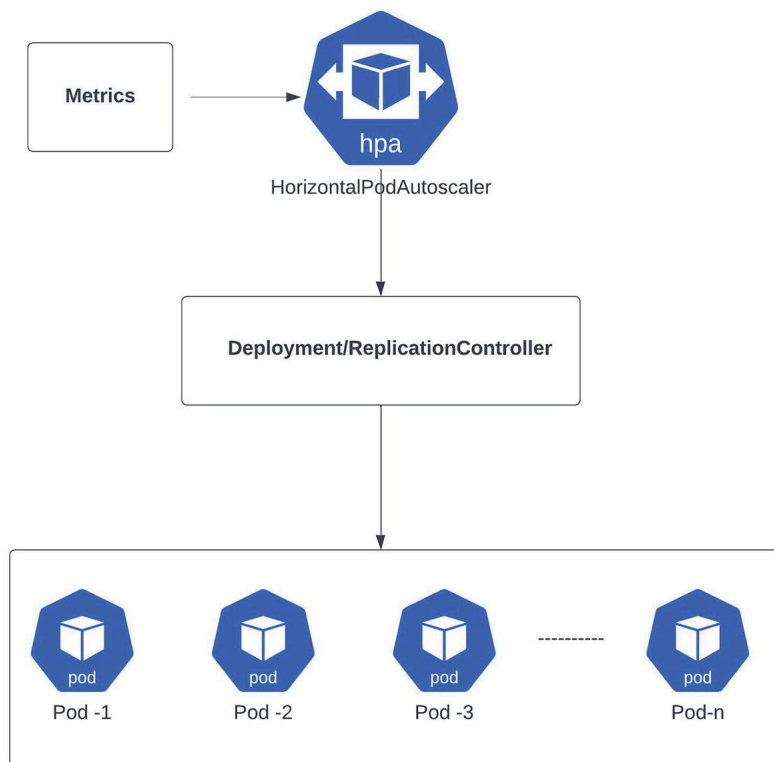 Metrics
hpa
HorizontalPodAutoscaler
Deployment/ReplicationController
pod
pod
pod
----------
pod
Pod -1
Pod -2
Pod -3
Pod-n